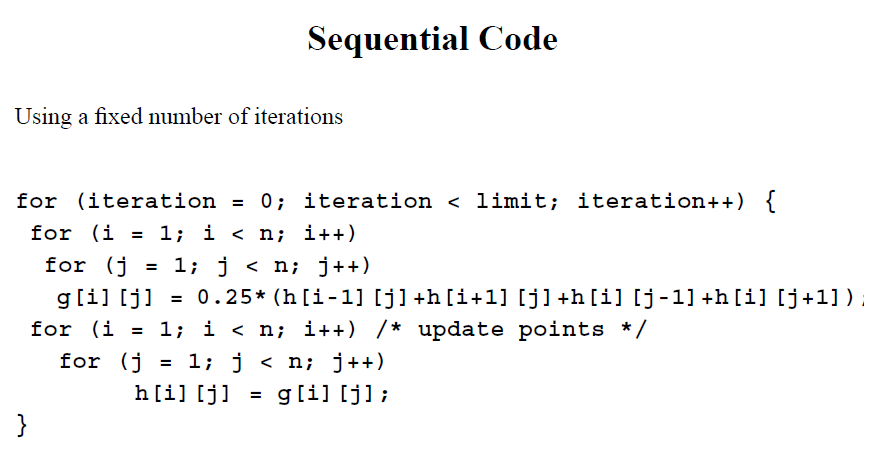 Sequential Code
Using a fixed number of iterations
for (iteration = 0; iteration < limit; iteration++) {
for (i = 1; i < n; i++)
for (j = 1; j < n; j++)
g[i][j] = 0.25*(h[i-1][j]+h[i+1][j]+h[i][j-1]+h[i][j+1]);
for (i = 1; i < n; i++) /* update points */
for (j = 1; j < n; j++)
h[i][j] = g[i][j];
}